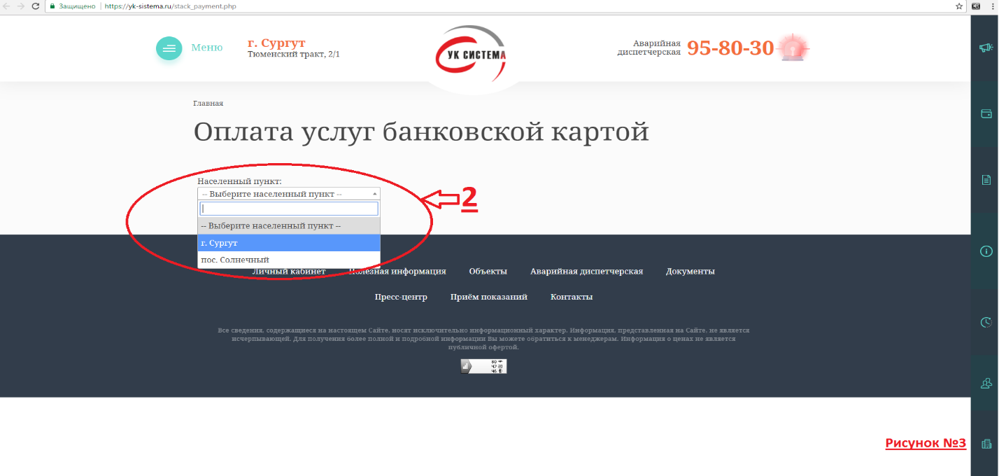 Защищено | https://yk-sistema.ru/stack_payment.php
Меню
г. Сургут
Тюменский тракт, 2/1
УК СИСТЕМА
Аварийная
диспетчерская
95-80-30
Главная
Оплата услуг банковской картой
Населенный пункт:
-- Выберите населенный пункт --
2
-- Выберите населенный пункт --
г. Сургут
пос. Солнечный
Личный кабинет Полезная информация Объекты Аварийная диспетчерская Документы
Пресс-центр Приём показаний Контакты
Все сведения, содержащиеся на настоящем Сайте, носят исключительно информационный характер. Информация, представленная на Сайте, не является
исчерпывающей. Для получения более полной и подробной информации Вы можете обратиться к менеджерам. Информация о ценах не является
публичной офертой.
Рисунок №3